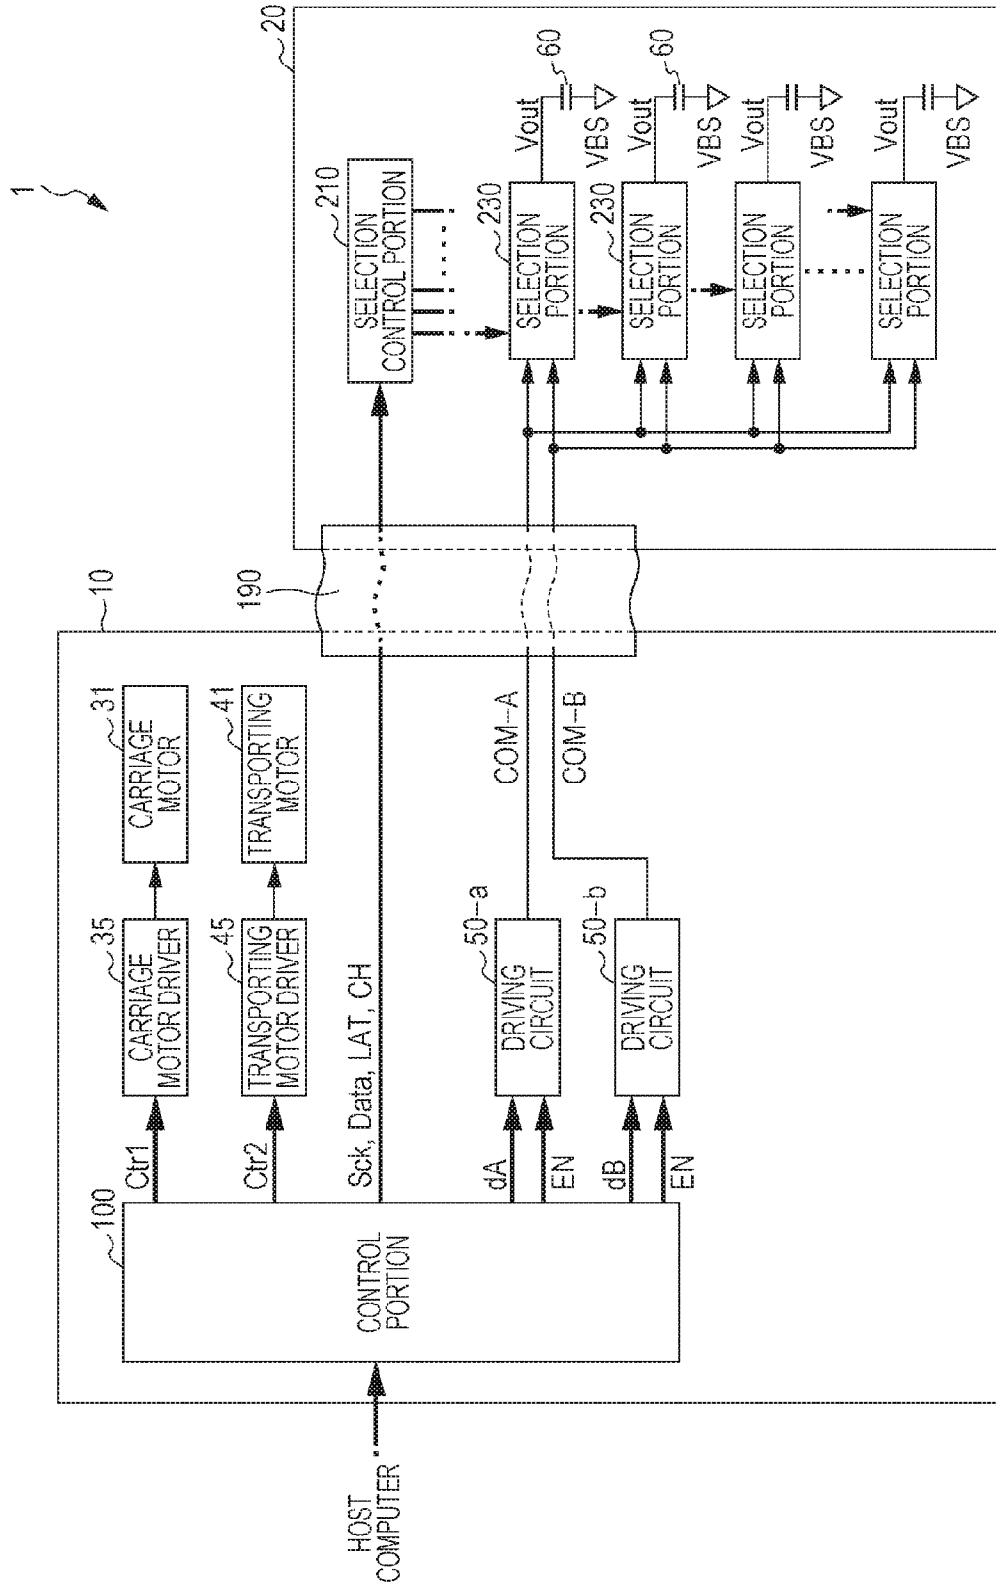 1
10
20
100
CONTROL
PORTION
HOST
COMPUTER
Ctr1
35
CARRIAGE
MOTOR DRIVER
31
CARRIAGE
MOTOR
Ctr2
45
TRANSPORTING
MOTOR DRIVER
41
TRANSPORTING
MOTOR
Sck, Data, LAT, CH
190
210
SELECTION
CONTROL PORTION
dA
EN
50-a
DRIVING
CIRCUIT
COM-A
dB
EN
50-b
DRIVING
CIRCUIT
COM-B
230
SELECTION
PORTION
Vout
60
VBS
230
SELECTION
PORTION
Vout
60
VBS
SELECTION
PORTION
Vout
VBS
SELECTION
PORTION
Vout
VBS